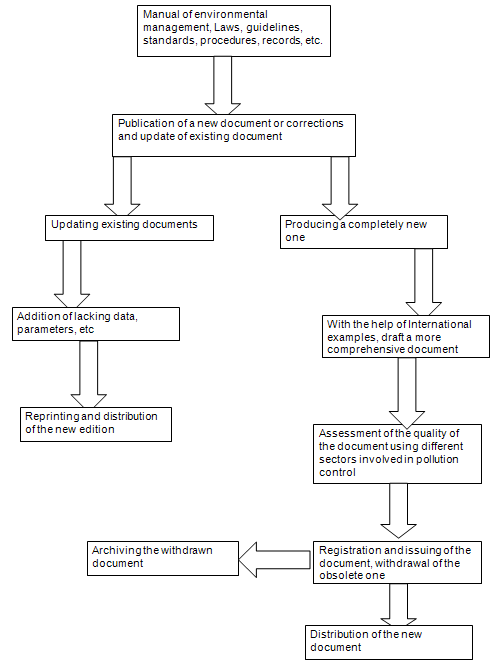 Manual of environmental
management, Laws, guidelines,
standards, procedures, records, etc.
Publication of a new document or corrections
and update of existing document
Updating existing documents
Producing a completely new
one
Addition of lacking data,
parameters, etc
With the help of International
examples, draft a more
comprehensive document
Reprinting and distribution
of the new edition
Assessment of the quality of
the document using different
sectors involved in pollution
control
Archiving the withdrawn
document
Registration and issuing of the
document, withdrawal of the
obsolete one
Distribution of the new
document